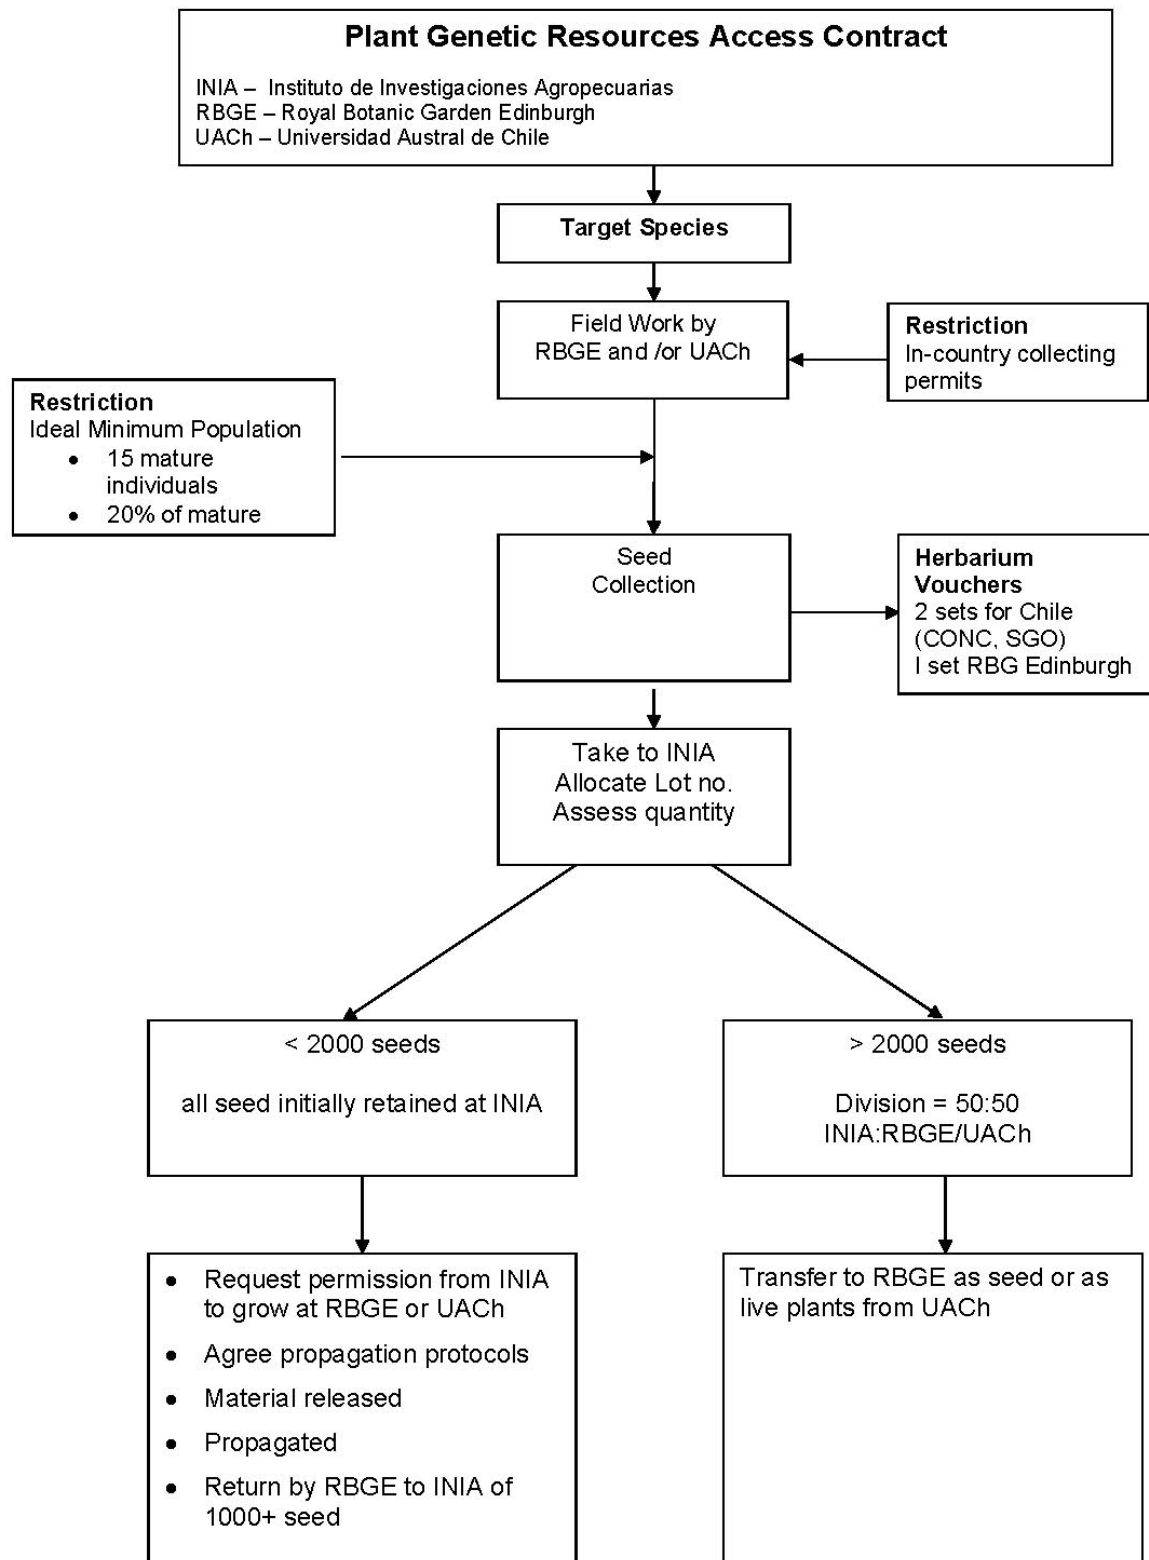 Plant Genetic Resources Access Contract
INIA – Instituto de Investigaciones Agropecuarias
RBGE – Royal Botanic Garden Edinburgh
UACh – Universidad Austral de Chile
Target Species
Field Work by
RBGE and /or UACh
Restriction
In-country collecting
permits
Restriction
Ideal Minimum Population
• 15 mature
individuals
• 20% of mature
Seed
Collection
Herbarium
Vouchers
2 sets for Chile
(CONC, SGO)
I set RBG Edinburgh
Take to INIA
Allocate Lot no.
Assess quantity
< 2000 seeds
all seed initially retained at INIA
> 2000 seeds
Division = 50:50
INIA:RBGE/UACh
• Request permission from INIA
to grow at RBGE or UACh
• Agree propagation protocols
• Material released
• Propagated
• Return by RBGE to INIA of
1000+ seed
Transfer to RBGE as seed or as
live plants from UACh